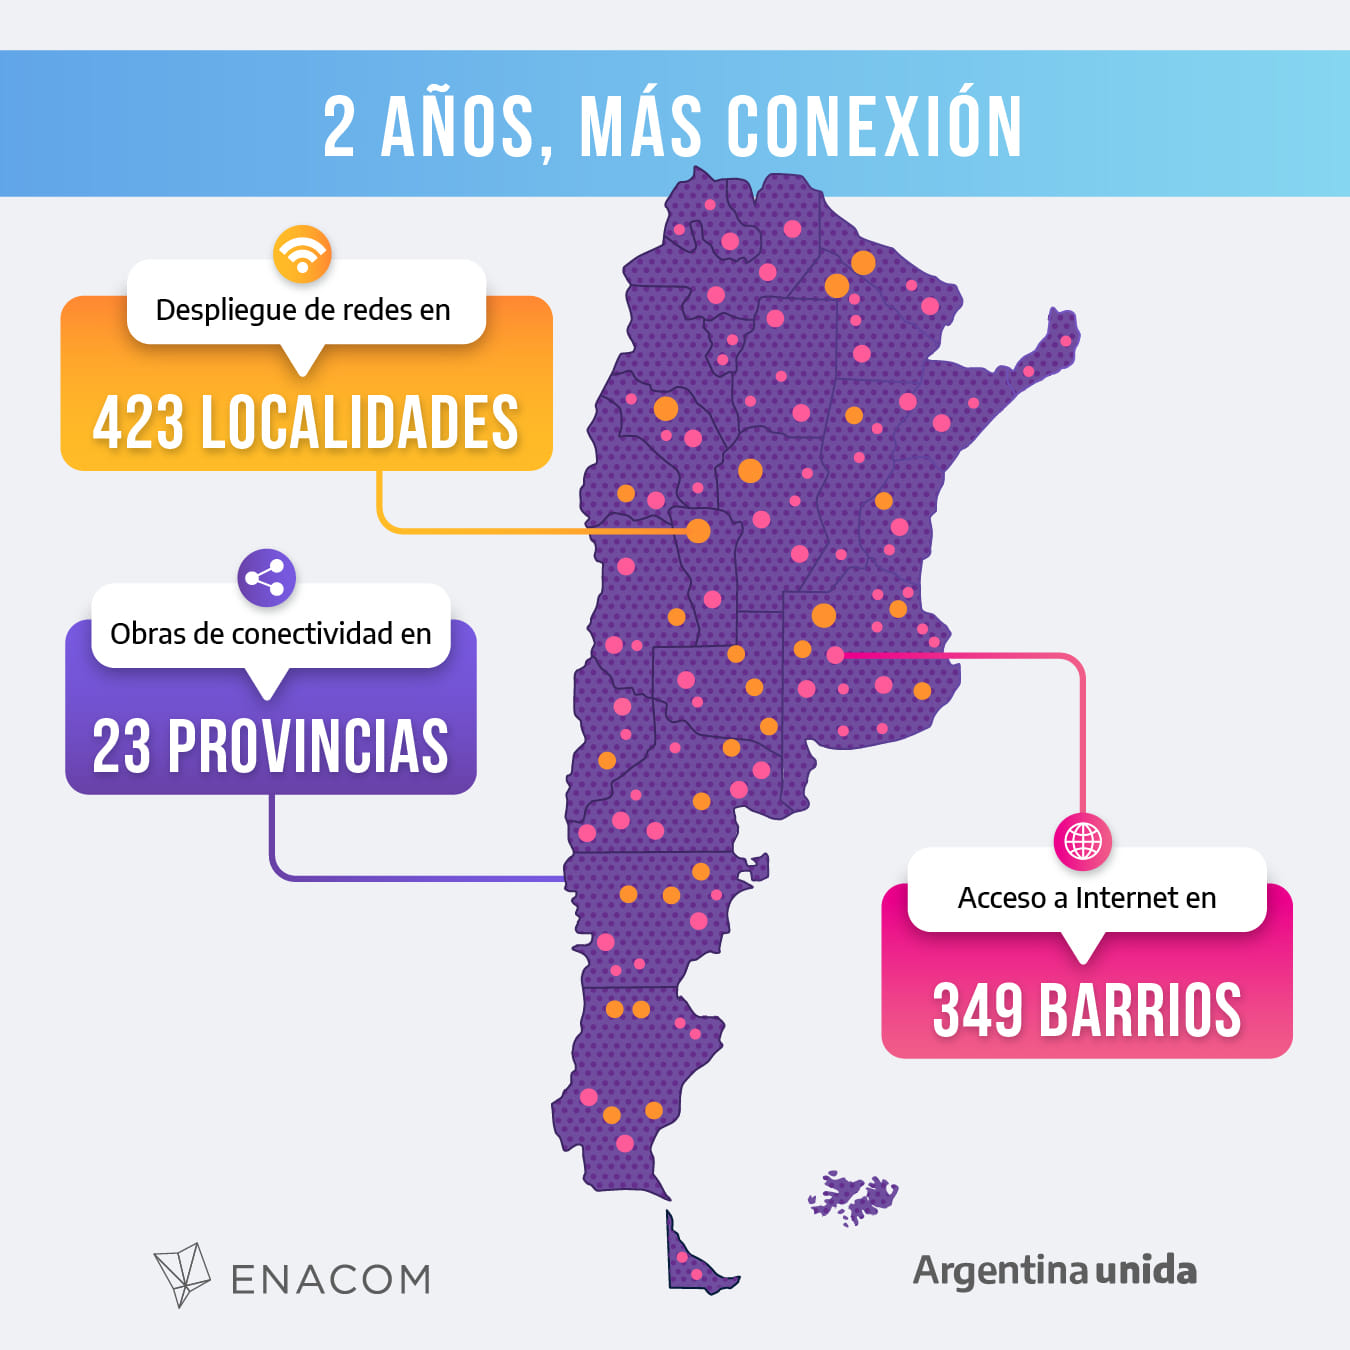 2 AÑOS, MÁS CONEXIÓN
Despliegue de redes en
423 LOCALIDADES
Obras de conectividad en
23 PROVINCIAS
Acceso a Internet en
349 BARRIOS
ENACOM
Argentina unida